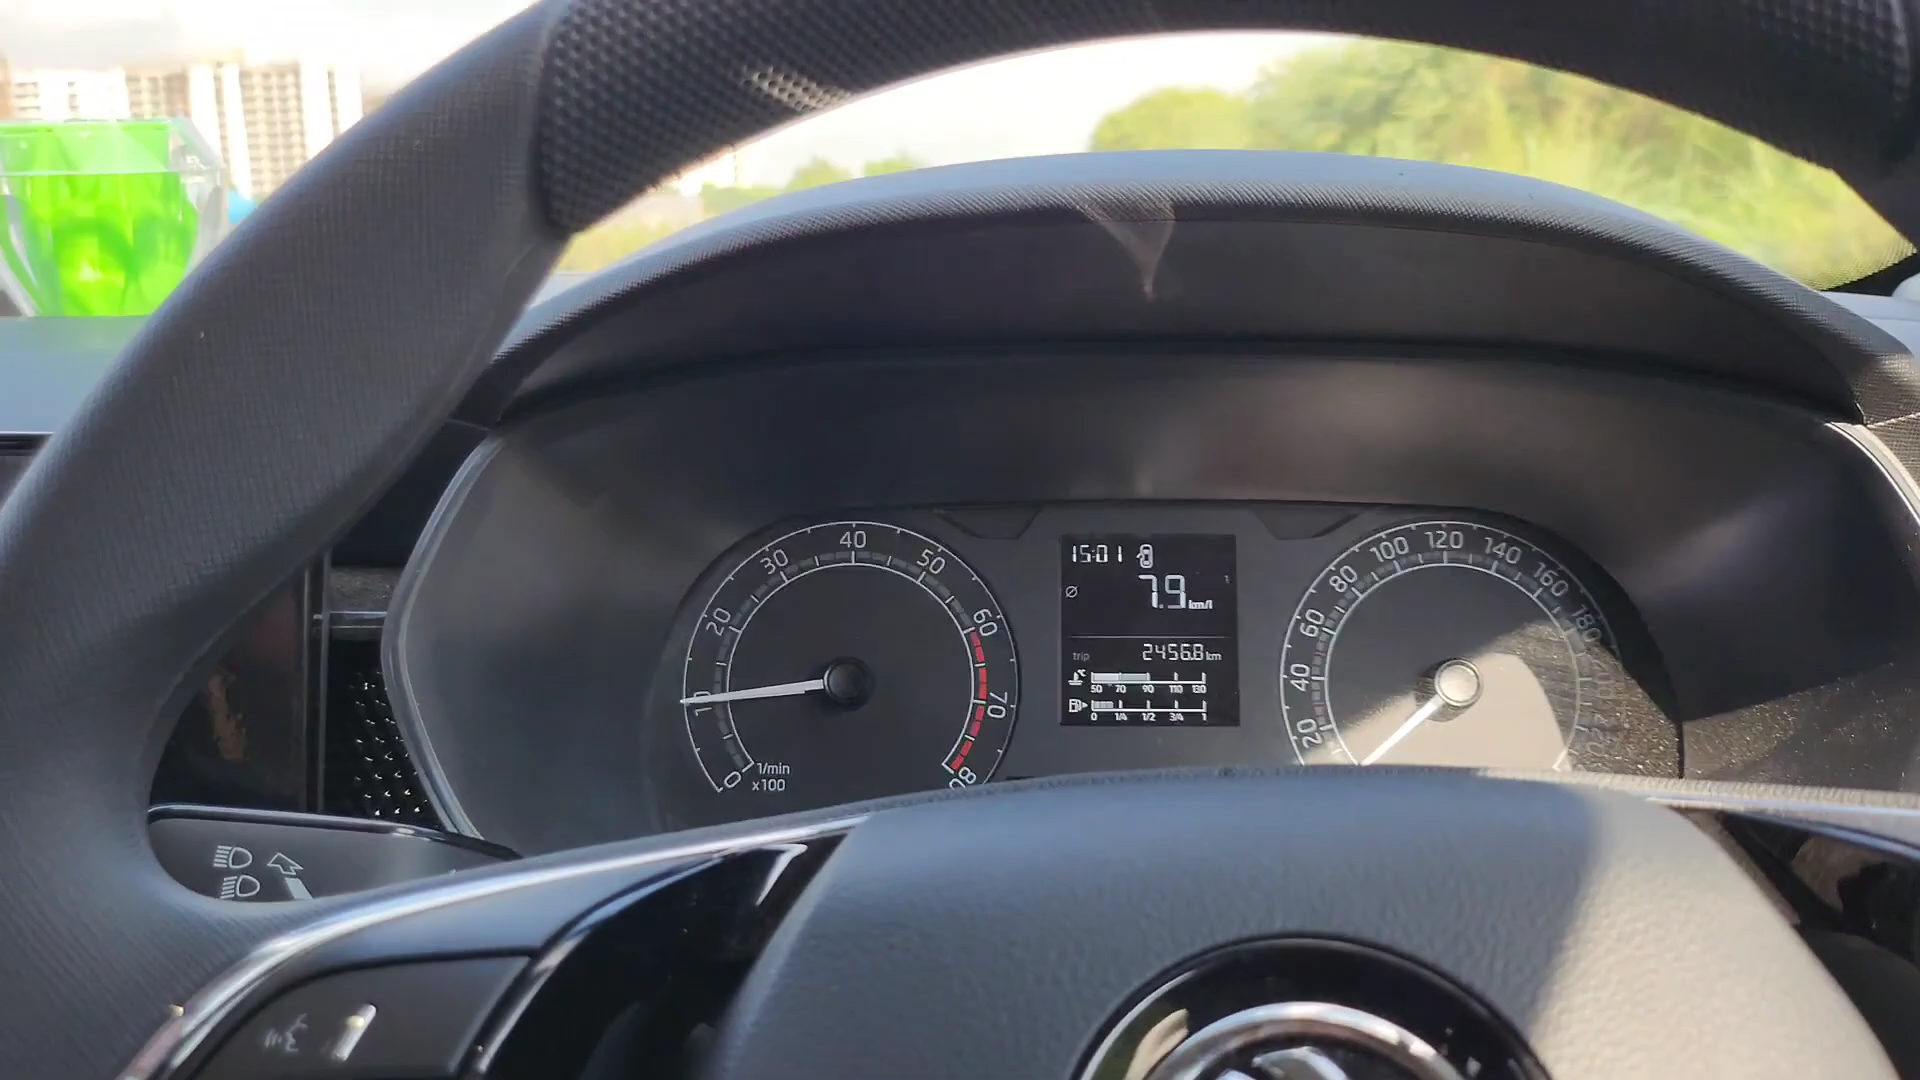 0 10 20 30 40 50 60 70 80
1/min
x100
15:01
Ø 7.9 km/l
1
trip 2456.8 km
50 70 90 110 130
0 1/4 1/2 3/4 1
20 40 60 80 100 120 140 160 180